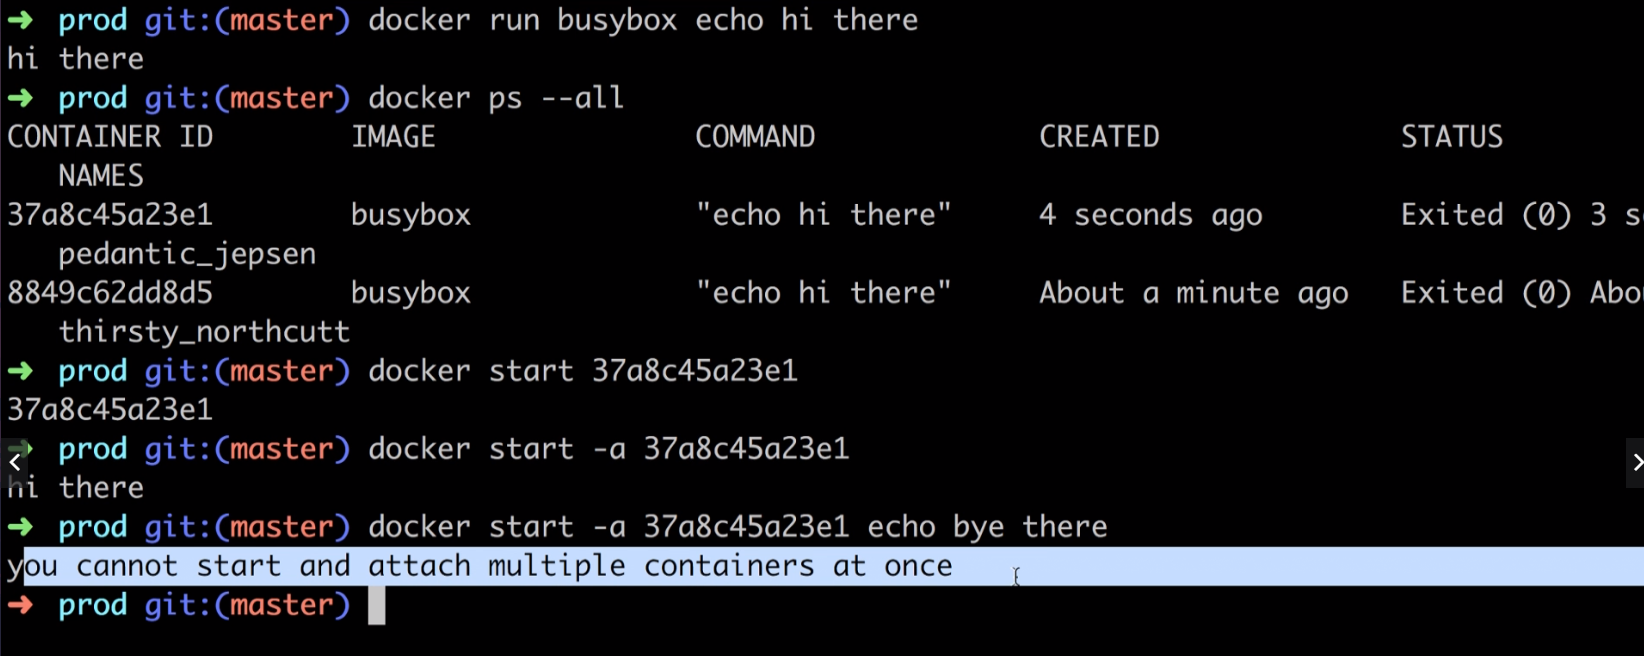 ➜ prod git:(master) docker run busybox echo hi there
hi there
➜ prod git:(master) docker ps --all
CONTAINER ID IMAGE COMMAND CREATED STATUS
NAMES
37a8c45a23e1 busybox "echo hi there" 4 seconds ago Exited (0) 3
pedantic_jepsen
8849c62dd8d5 busybox "echo hi there" About a minute ago Exited (0)
thirsty_northcutt
➜ prod git:(master) docker start 37a8c45a23e1
37a8c45a23e1
➜ prod git:(master) docker start -a 37a8c45a23e1
hi there
➜ prod git:(master) docker start -a 37a8c45a23e1 echo bye there
you cannot start and attach multiple containers at once
➜ prod git:(master)